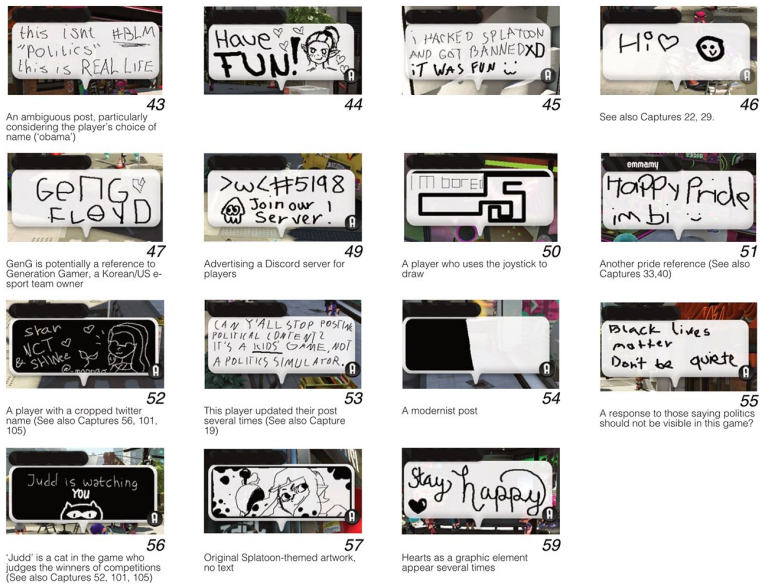 this isnt #BLM
"politics"
this is REAL LIFE
43
An ambiguous post, particularly
considering the player's choice of
name ('obama')
Have
FUN!
44
i HACKED SPLATOON
AND GOT BANNED XD
iT WAS FUN
45
Hi
46
See also Captures 22, 29.
GenG
FLOYD
47
GenG is potentially a reference to
Generation Gamer, a Korean/US e-
sport team owner
>w<#5198
Join our
Server!
49
Advertising a Discord server for
players
I'm bored
50
A player who uses the joystick to
draw
emmamy
Happy Pride
im bi
51
Another pride reference (See also
Captures 33,40)
stan
NCT
& SHINee
52
A player with a cropped twitter
name (See also Captures 56, 101,
105)
CAN Y'ALL STOP POSTING
POLITICAL CONTENT?
IT'S A KIDS GAME, NOT
A POLITICS SIMULATOR.
53
This player updated their post
several times (See also Capture
19)
54
A modernist post
Black lives
matter
Don't be quiete
55
A response to those saying politics
should not be visible in this game?
Judd is watching
YOU
56
'Judd' is a cat in the game who
judges the winners of competitions
(See also Captures 52, 101, 105)
57
Original Splatoon-themed artwork,
no text
Stay happy
59
Hearts as a graphic element
appear several times